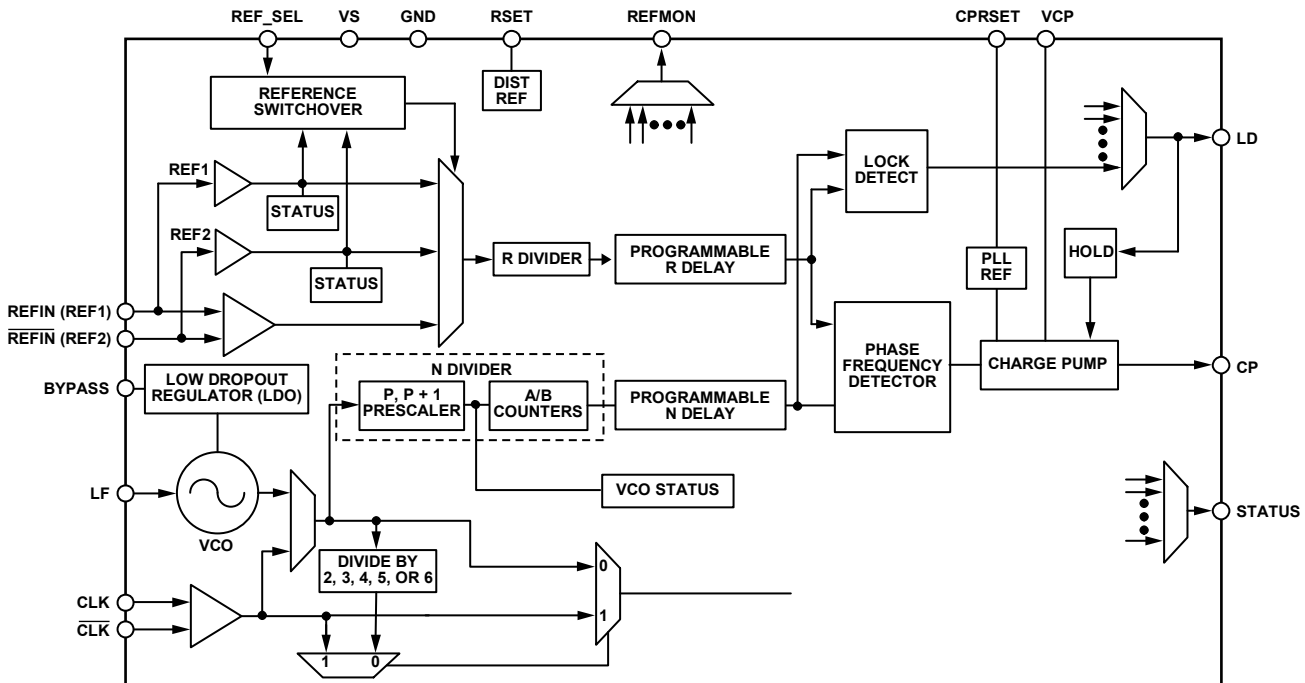 REF_SEL
VS
GND
RSET
REFMON
CPRSET
VCP
REFERENCE
SWITCHOVER
DIST
REF
LD
LOCK
DETECT
REF1
STATUS
REF2
STATUS
R DIVIDER
PROGRAMMABLE
R DELAY
PLL
REF
HOLD
REFIN (REF1)
REFIN (REF2)
PHASE
FREQUENCY
DETECTOR
CHARGE PUMP
CP
BYPASS
LOW DROPOUT
REGULATOR (LDO)
N DIVIDER
P, P + 1
PRESCALER
A/B
COUNTERS
PROGRAMMABLE
N DELAY
LF
VCO
VCO STATUS
STATUS
DIVIDE BY
2, 3, 4, 5, OR 6
0
1
CLK
CLK
1
0